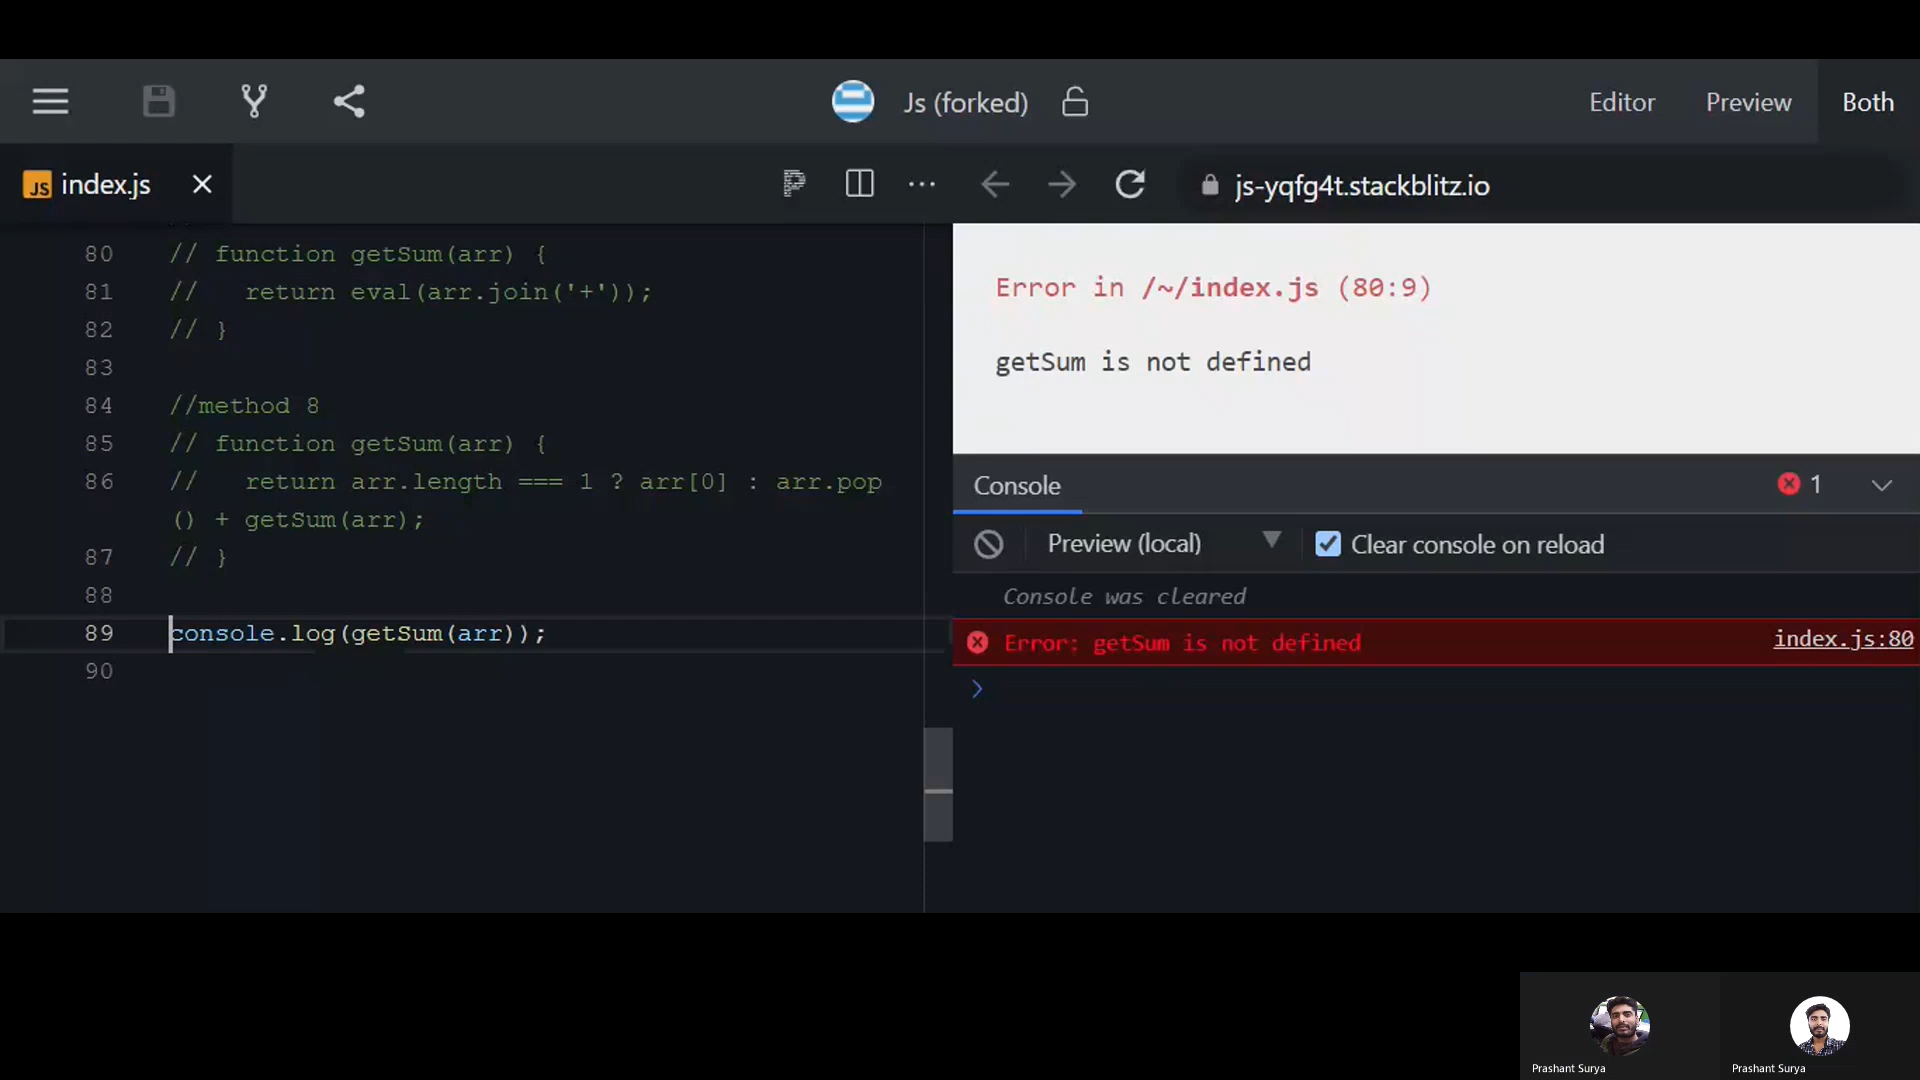 Js (forked)
Editor
Preview
Both
JS index.js
js-yqfg4t.stackblitz.io
80 // function getSum(arr) {
81 //   return eval(arr.join('+'));
82 // }
83
84 //method 8
85 // function getSum(arr) {
86 //   return arr.length === 1 ? arr[0] : arr.pop
() + getSum(arr);
87 // }
88
89 console.log(getSum(arr));
90
Error in /~/index.js (80:9)
getSum is not defined
Console
1
Preview (local)
Clear console on reload
Console was cleared
Error: getSum is not defined
index.js:80
Prashant Surya
Prashant Surya